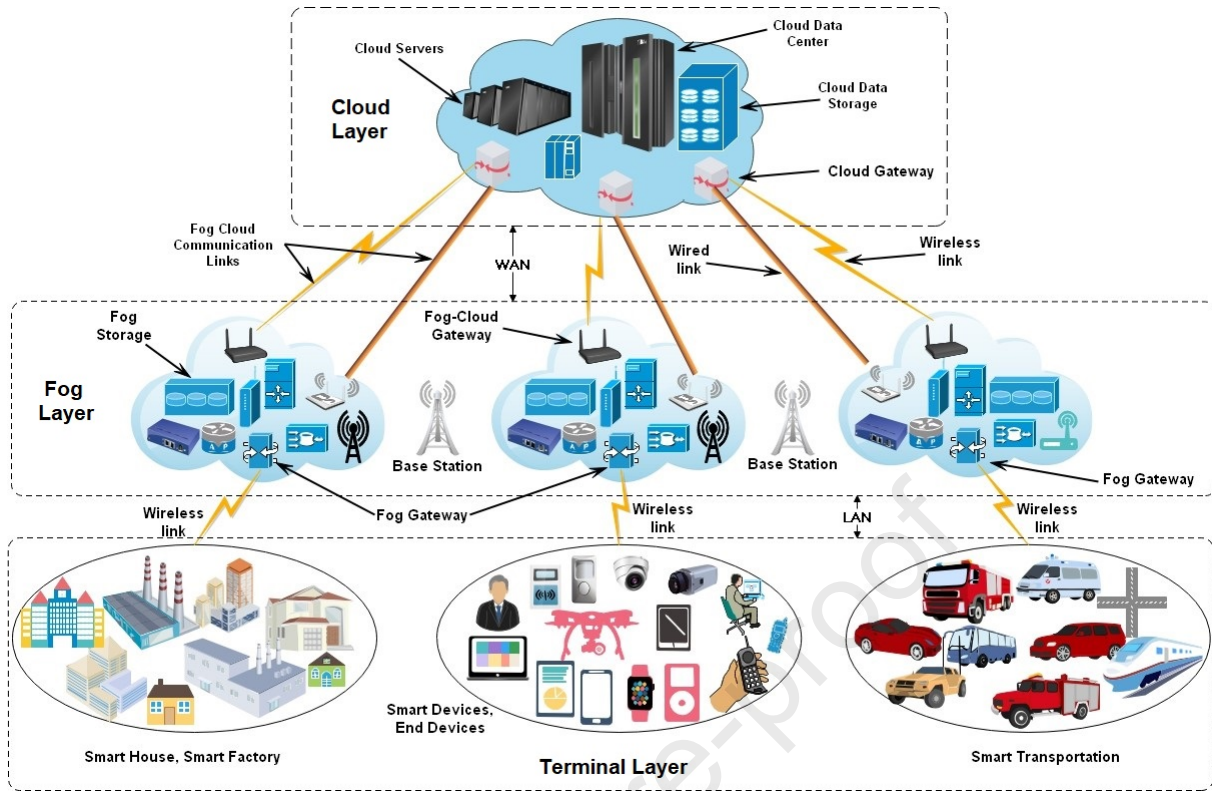 Cloud Servers
Cloud Data
Center
Cloud Data
Storage
Cloud
Layer
Cloud Gateway
Fog Cloud
Communication
Links
WAN
Wired
link
Wireless
link
Fog
Storage
Fog-Cloud
Gateway
Fog
Layer
Base Station
Base Station
Fog Gateway
Fog Gateway
Wireless
link
Wireless
link
LAN
Wireless
link
Smart Devices,
End Devices
Smart House, Smart Factory
Terminal Layer
Smart Transportation
re-proof